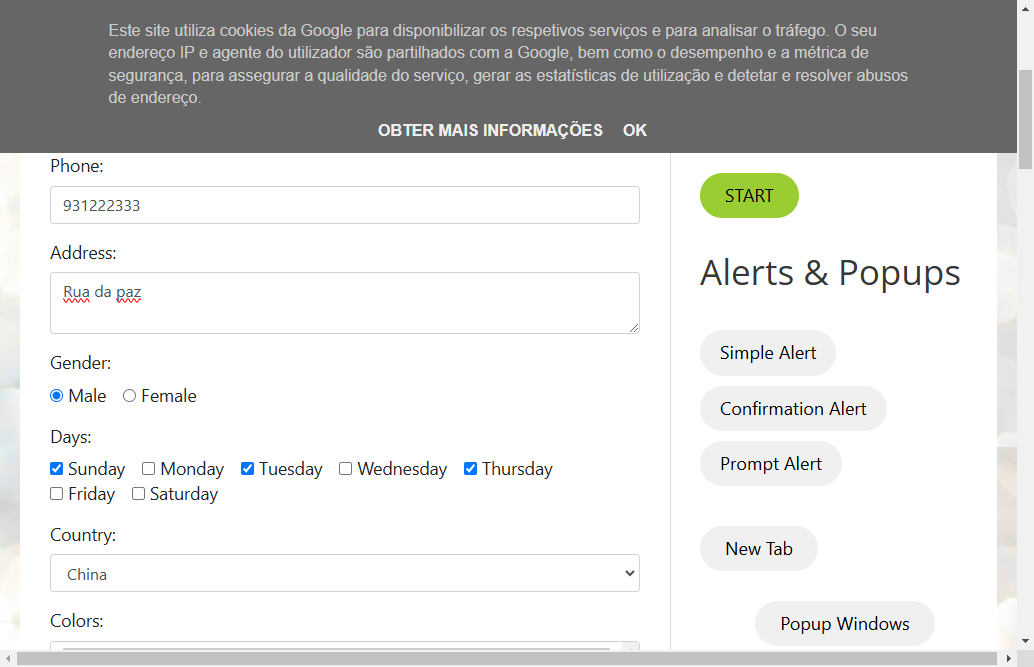 Este site utiliza cookies da Google para disponibilizar os respetivos serviços e para analisar o tráfego. O seu
endereço IP e agente do utilizador são partilhados com a Google, bem como o desempenho e a métrica de
segurança, para assegurar a qualidade do serviço, gerar as estatísticas de utilização e detetar e resolver abusos
de endereço.
OBTER MAIS INFORMAÇÕES OK
Phone:
931222333
Address:
Rua da paz
Gender:
Male Female
Days:
Sunday Monday Tuesday Wednesday Thursday
Friday Saturday
Country:
China
Colors:
START
Alerts & Popups
Simple Alert
Confirmation Alert
Prompt Alert
New Tab
Popup Windows